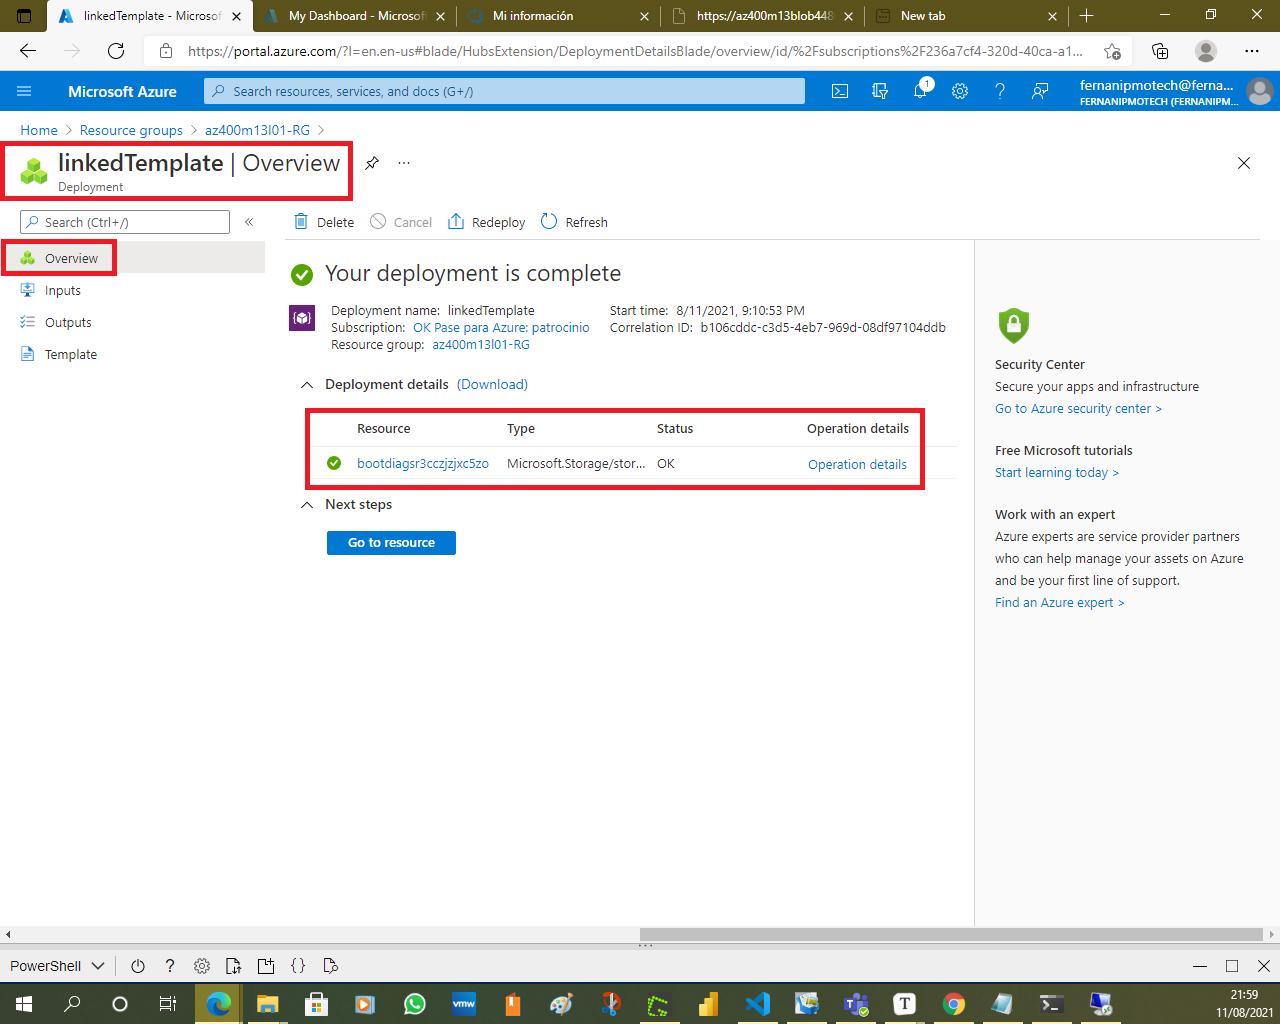 linkedTemplate - Microsof
My Dashboard - Microsoft
Mi información
https://az400m13blob448
New tab
https://portal.azure.com/?l=en.en-us#blade/HubsExtension/DeploymentDetailsBlade/overview/id/%2Fsubscriptions%2F236a7cf4-320d-40ca-a1...
Microsoft Azure
Search resources, services, and docs (G+/)
1
fernanipmotech@ferna...
FERNANIPMOTECH (FERNANIPM...
Home > Resource groups > az400m13l01-RG >
linkedTemplate | Overview
Deployment
Search (Ctrl+/)
«
Delete
Cancel
Redeploy
Refresh
Overview
Inputs
Outputs
Template
Your deployment is complete
Deployment name: linkedTemplate
Subscription: OK Pase para Azure: patrocinio
Resource group: az400m13l01-RG
Start time: 8/11/2021, 9:10:53 PM
Correlation ID: b106cddc-c3d5-4eb7-969d-08df97104ddb
Deployment details (Download)
Resource Type Status Operation details
bootdiagsr3cczjzjxc5zo Microsoft.Storage/stor... OK Operation details
Next steps
Go to resource
Security Center
Secure your apps and infrastructure
Go to Azure security center >
Free Microsoft tutorials
Start learning today >
Work with an expert
Azure experts are service provider partners
who can help manage your assets on Azure
and be your first line of support.
Find an Azure expert >
PowerShell
?
{}
vmw
T
21:59
11/08/2021